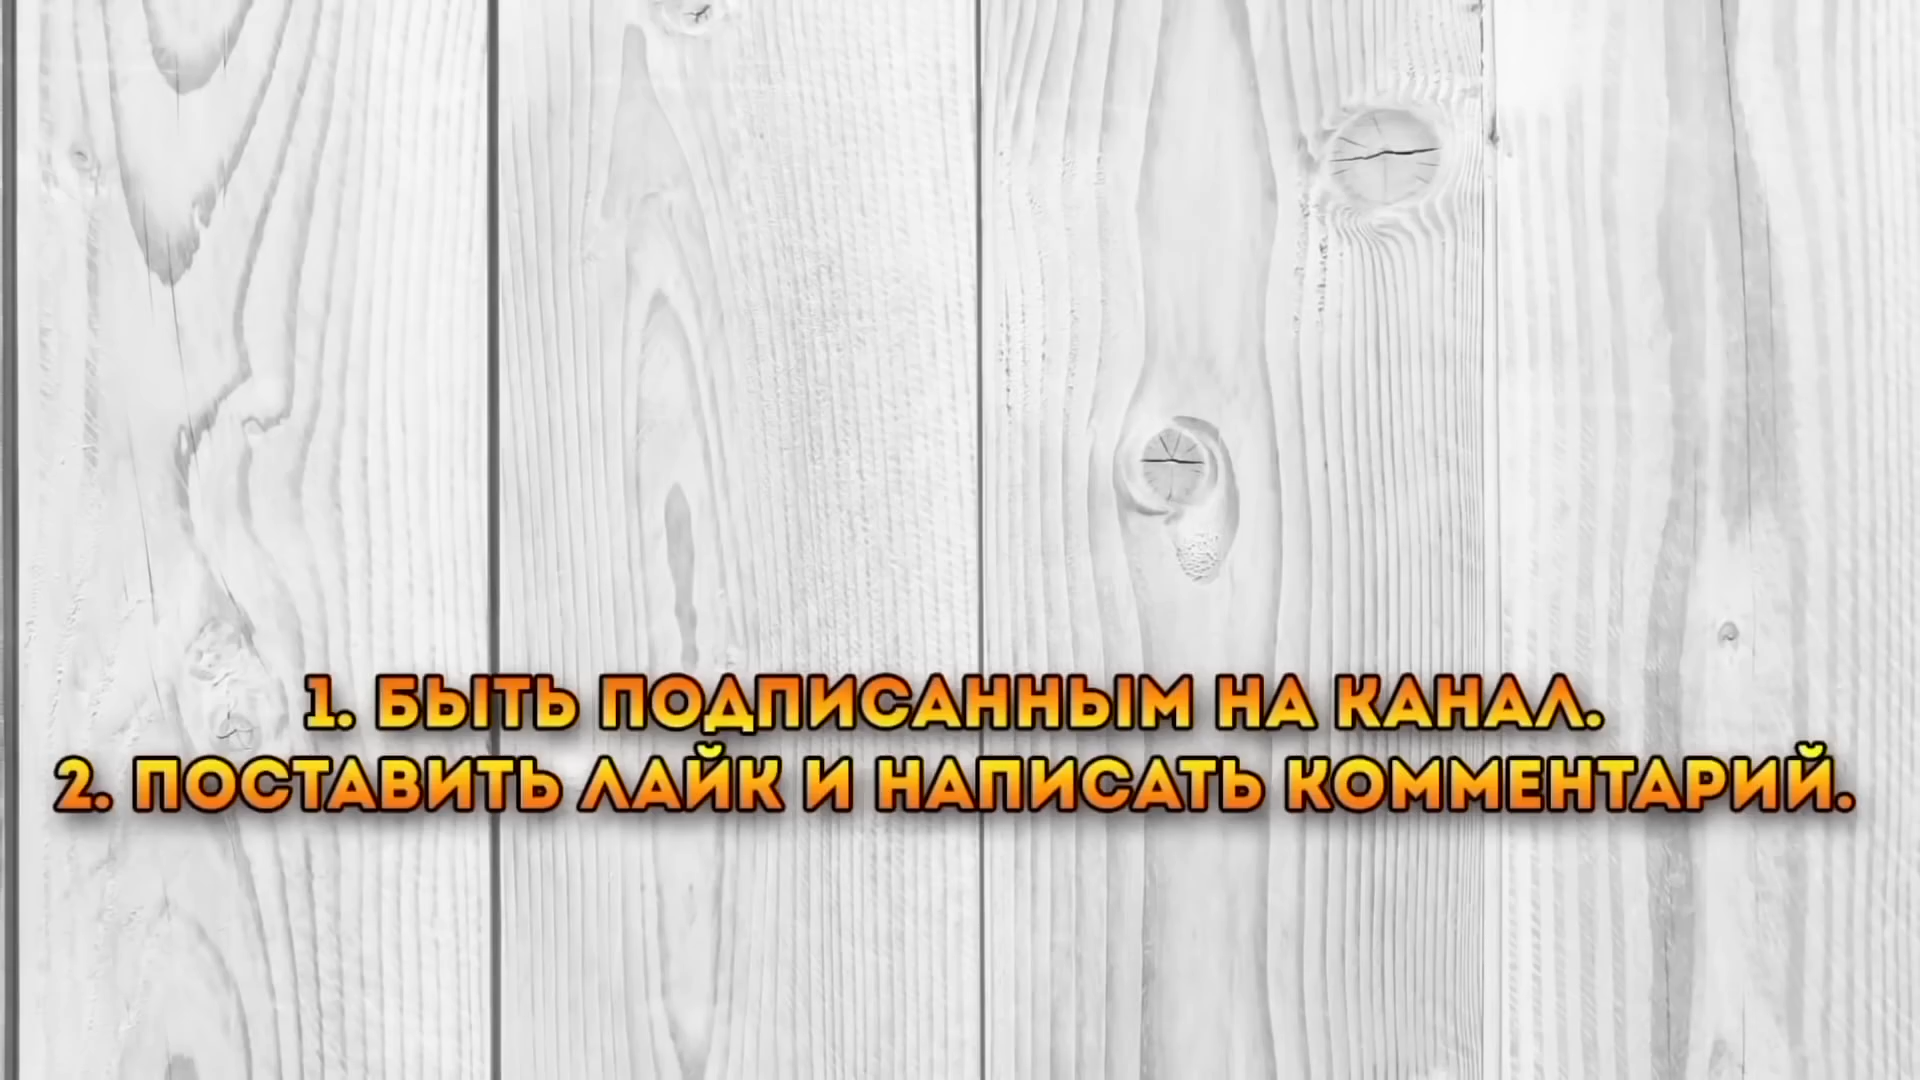 1. БЫТЬ ПОДПИСАННЫМ НА КАНАЛ.
2. ПОСТАВИТЬ ЛАЙК И НАПИСАТЬ КОММЕНТАРИЙ.